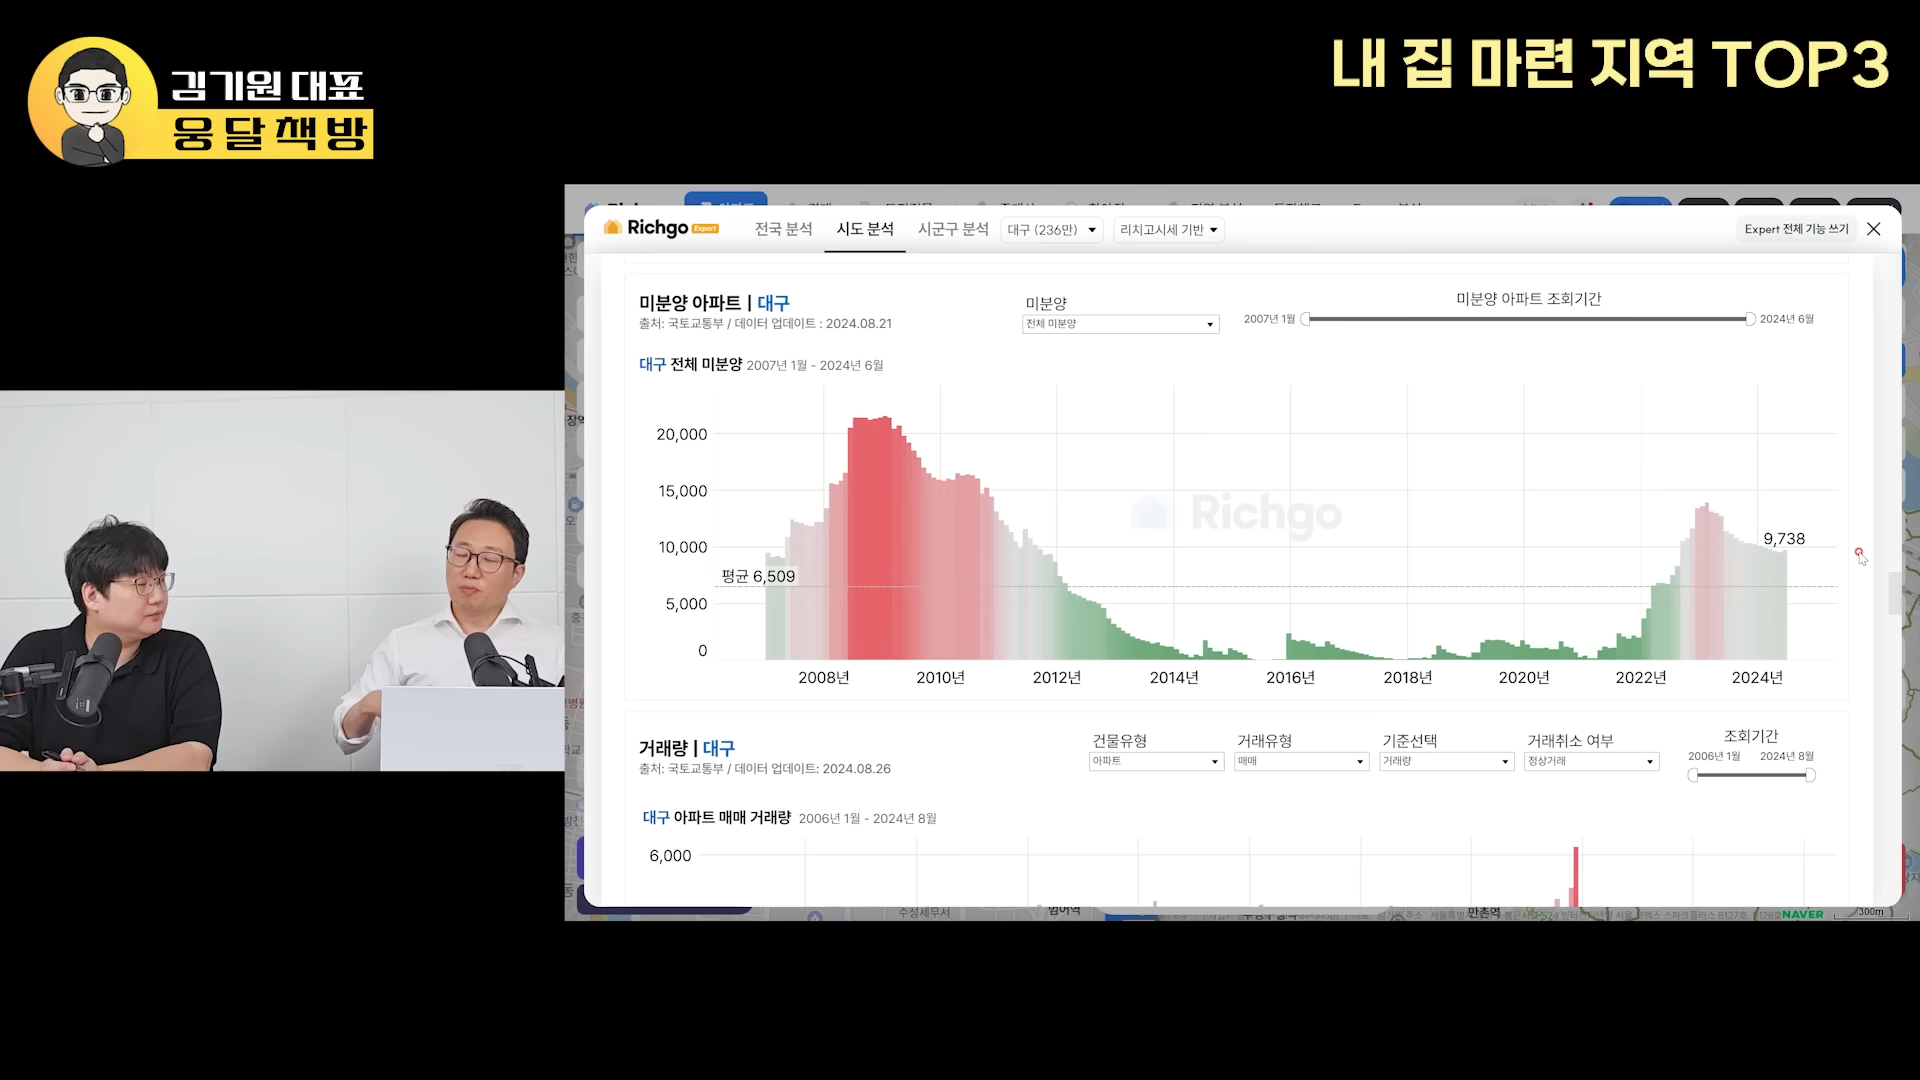 김기원 대표
웅달책방
내 집 마련 지역 TOP3
Richgo Expert 전국 분석 시도 분석 시군구 분석 대구 (236만) 리치고시세 기반 Expert 전체 기능 쓰기
미분양 아파트 | 대구
출처: 국토교통부 / 데이터 업데이트 : 2024.08.21
미분양
전체 미분양
미분양 아파트 조회기간
2007년 1월 2024년 6월
대구 전체 미분양 2007년 1월 - 2024년 6월
20,000
15,000
10,000
5,000
0
평균 6,509
Richgo
9,738
2008년 2010년 2012년 2014년 2016년 2018년 2020년 2022년 2024년
거래량 | 대구
출처: 국토교통부 / 데이터 업데이트: 2024.08.26
건물유형 거래유형 기준선택 거래취소 여부
아파트 매매 거래량 정상거래
조회기간
2006년 1월 2024년 8월
대구 아파트 매매 거래량 2006년 1월 - 2024년 8월
6,000
수성세무서
만촌역
NAVER
300m